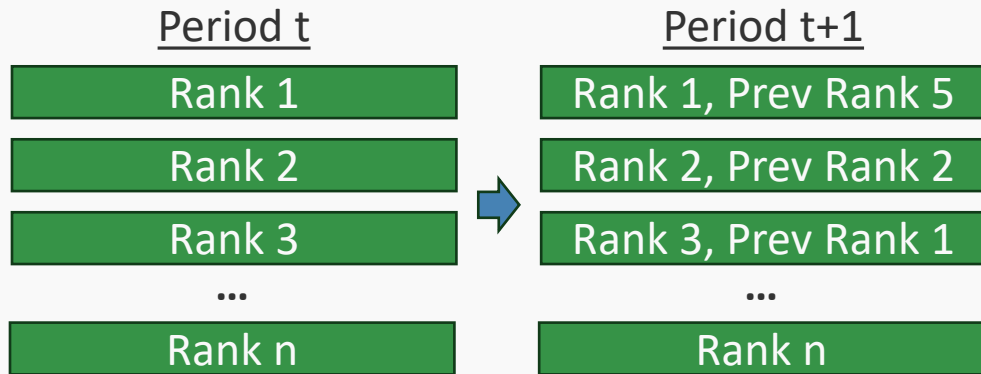 Period t
Rank 1
Rank 2
Rank 3
...
Rank n
Period t+1
Rank 1, Prev Rank 5
Rank 2, Prev Rank 2
Rank 3, Prev Rank 1
...
Rank n